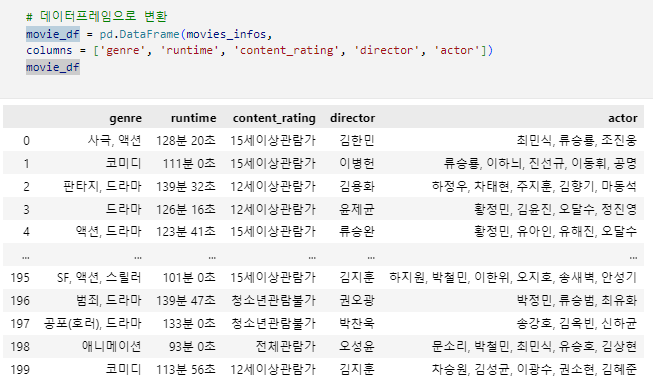 # 데이터프레임으로 변환
movie_df = pd.DataFrame(movies_infos,
columns = ['genre', 'runtime', 'content_rating', 'director', 'actor'])
movie_df
genre runtime content_rating director actor
0 사극, 액션 128분 20초 15세이상관람가 김한민 최민식, 류승룡, 조진웅
1 코미디 111분 0초 15세이상관람가 이병헌 류승룡, 이하늬, 진선규, 이동휘, 공명
2 판타지, 드라마 139분 32초 12세이상관람가 김용화 하정우, 차태현, 주지훈, 김향기, 마동석
3 드라마 126분 16초 12세이상관람가 윤제균 황정민, 김윤진, 오달수, 정진영
4 액션, 드라마 123분 41초 15세이상관람가 류승완 황정민, 유아인, 유해진, 오달수
... ... ... ... ... ...
195 SF, 액션, 스릴러 101분 0초 15세이상관람가 김지훈 하지원, 박철민, 이한위, 오지호, 송새벽, 안성기
196 범죄, 드라마 139분 47초 청소년관람불가 권오광 박정민, 류승범, 최유화
197 공포(호러), 드라마 133분 0초 청소년관람불가 박찬욱 송강호, 김옥빈, 신하균
198 애니메이션 93분 0초 전체관람가 오성윤 문소리, 박철민, 최민식, 유승호, 김상현
199 코미디 113분 56초 12세이상관람가 김지훈 차승원, 김성균, 이광수, 권소현, 김혜준